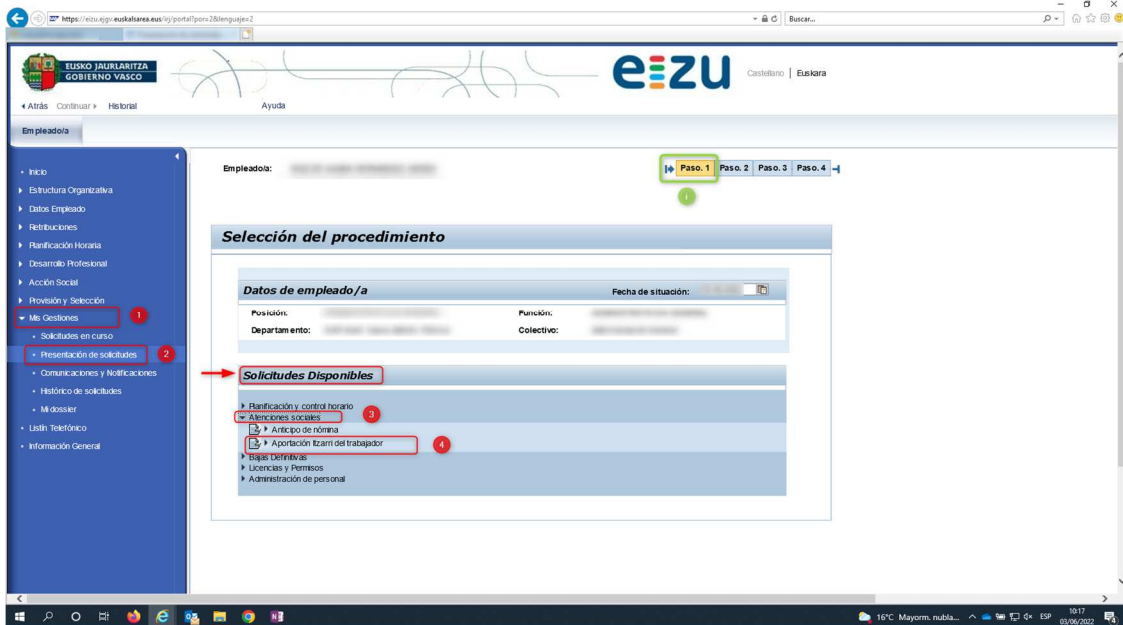 https://eizu.ejgv.euskalsarea.eus/irj/portal?por=2&lenguaje=2
Buscar...
EUSKO JAURLARITZA
GOBIERNO VASCO
eizu
Castellano | Euskara
Atrás Continuar Historial Ayuda
Empleado/a
Inicio
Estructura Organizativa
Datos Empleado
Retribuciones
Planificación Horaria
Desarrollo Profesional
Acción Social
Provisión y Selección
Mis Gestiones 1
Solicitudes en curso
Presentación de solicitudes 2
Comunicaciones y Notificaciones
Histórico de solicitudes
Mi dossier
Listín Telefónico
Información General
Empleado/a:
Paso. 1 Paso. 2 Paso. 3 Paso. 4
i
Selección del procedimiento
Datos de empleado/a Fecha de situación:
Posición: Función:
Departamento: Colectivo:
Solicitudes Disponibles
Planificación y control horario
Atenciones sociales 3
Anticipo de nómina
Aportación Itzarri del trabajador 4
Bajas Definitivas
Licencias y Permisos
Administración de personal
16°C Mayorm. nubla... ESP 10:17
03/06/2022